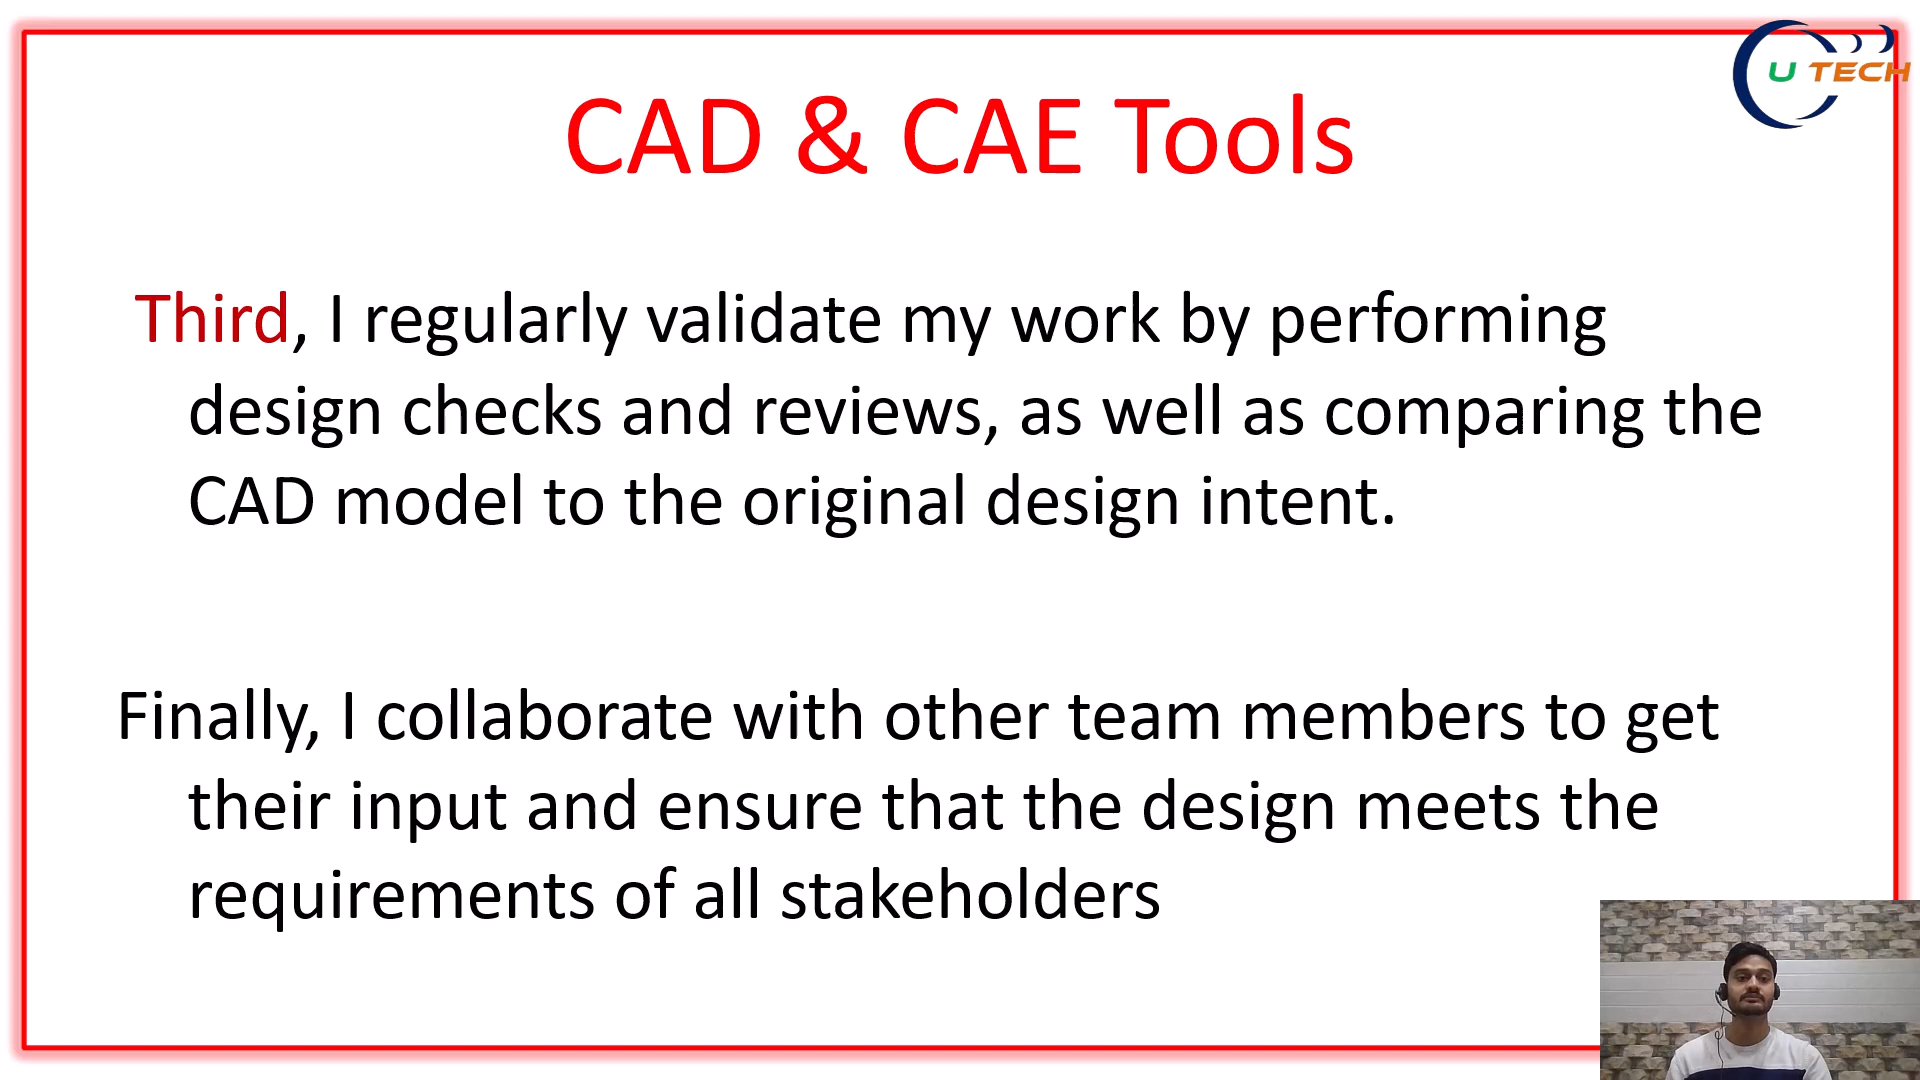 U TECH
CAD & CAE Tools
Third, I regularly validate my work by performing
design checks and reviews, as well as comparing the
CAD model to the original design intent.
Finally, I collaborate with other team members to get
their input and ensure that the design meets the
requirements of all stakeholders